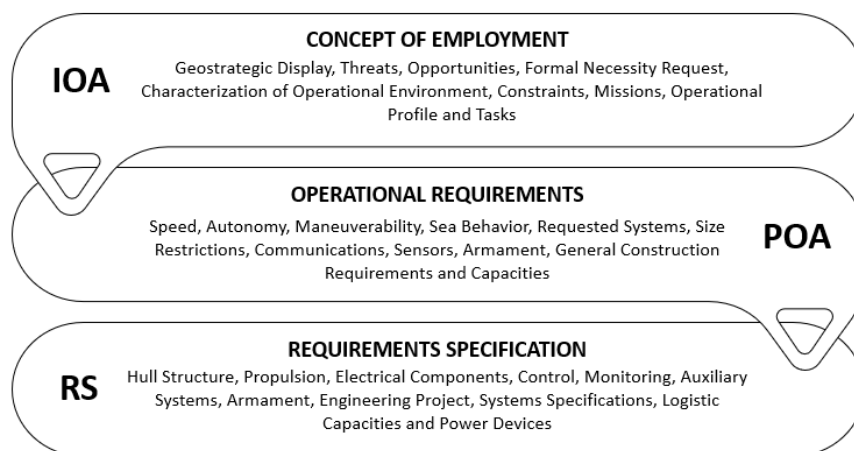 CONCEPT OF EMPLOYMENT
IOA
Geostrategic Display, Threats, Opportunities, Formal Necessity Request,
Characterization of Operational Environment, Constraints, Missions, Operational
Profile and Tasks
OPERATIONAL REQUIREMENTS
Speed, Autonomy, Maneuverability, Sea Behavior, Requested Systems, Size
Restrictions, Communications, Sensors, Armament, General Construction
Requirements and Capacities
POA
REQUIREMENTS SPECIFICATION
RS
Hull Structure, Propulsion, Electrical Components, Control, Monitoring, Auxiliary
Systems, Armament, Engineering Project, Systems Specifications, Logistic
Capacities and Power Devices